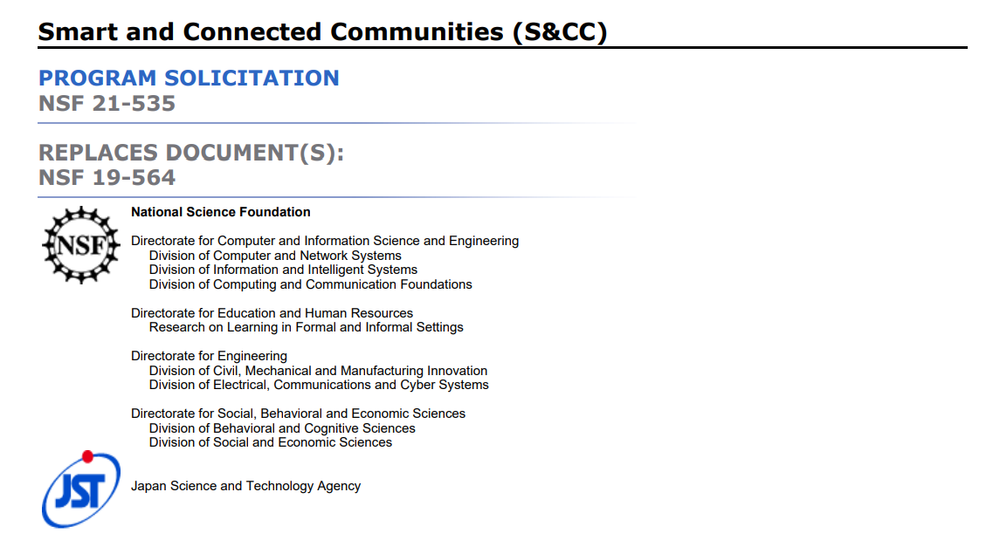 Smart and Connected Communities (S&CC)
PROGRAM SOLICITATION
NSF 21-535
REPLACES DOCUMENT(S):
NSF 19-564
NSF
National Science Foundation
Directorate for Computer and Information Science and Engineering
Division of Computer and Network Systems
Division of Information and Intelligent Systems
Division of Computing and Communication Foundations
Directorate for Education and Human Resources
Research on Learning in Formal and Informal Settings
Directorate for Engineering
Division of Civil, Mechanical and Manufacturing Innovation
Division of Electrical, Communications and Cyber Systems
Directorate for Social, Behavioral and Economic Sciences
Division of Behavioral and Cognitive Sciences
Division of Social and Economic Sciences
JST
Japan Science and Technology Agency